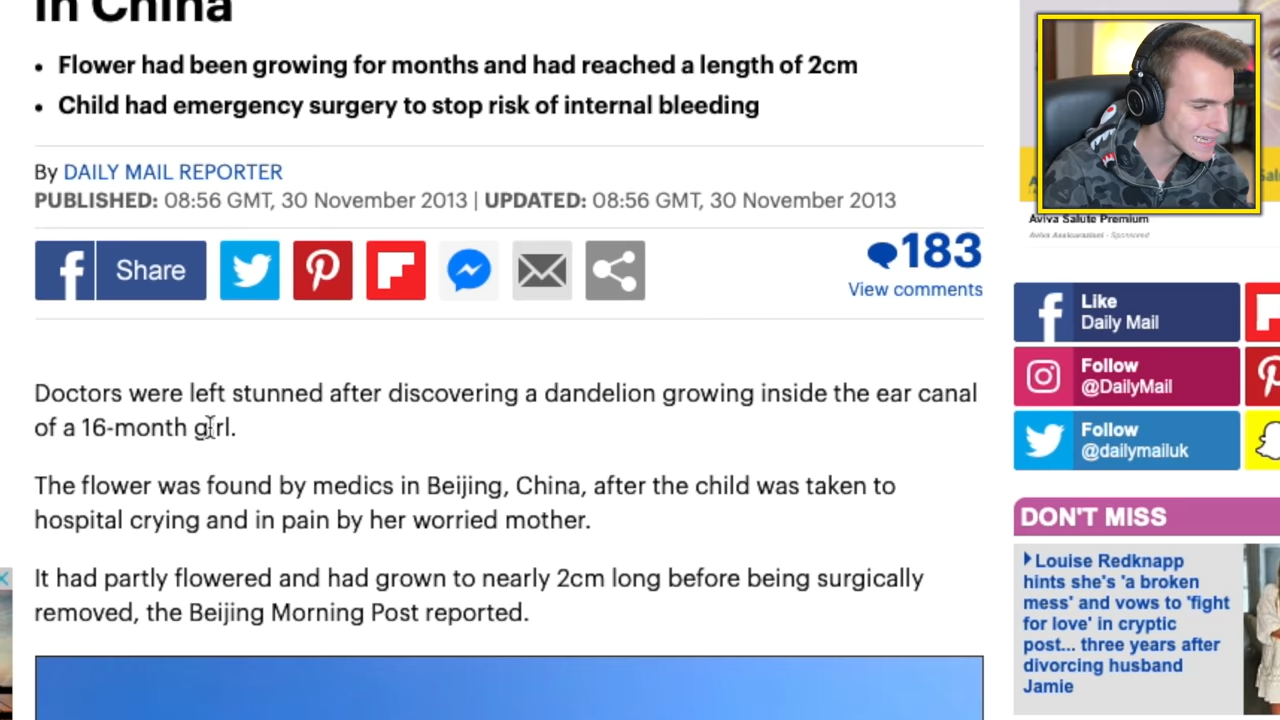 in China
Flower had been growing for months and had reached a length of 2cm
Child had emergency surgery to stop risk of internal bleeding
By DAILY MAIL REPORTER
PUBLISHED: 08:56 GMT, 30 November 2013 | UPDATED: 08:56 GMT, 30 November 2013
Share
183
View comments
Doctors were left stunned after discovering a dandelion growing inside the ear canal
of a 16-month girl.
The flower was found by medics in Beijing, China, after the child was taken to
hospital crying and in pain by her worried mother.
It had partly flowered and had grown to nearly 2cm long before being surgically
removed, the Beijing Morning Post reported.
Aviva Salute Premium
Aviva Assicurazioni - Sponsored
Like
Daily Mail
Follow
@DailyMail
Follow
@dailymailuk
DON'T MISS
Louise Redknapp
hints she's 'a broken
mess' and vows to 'fight
for love' in cryptic
post... three years after
divorcing husband
Jamie